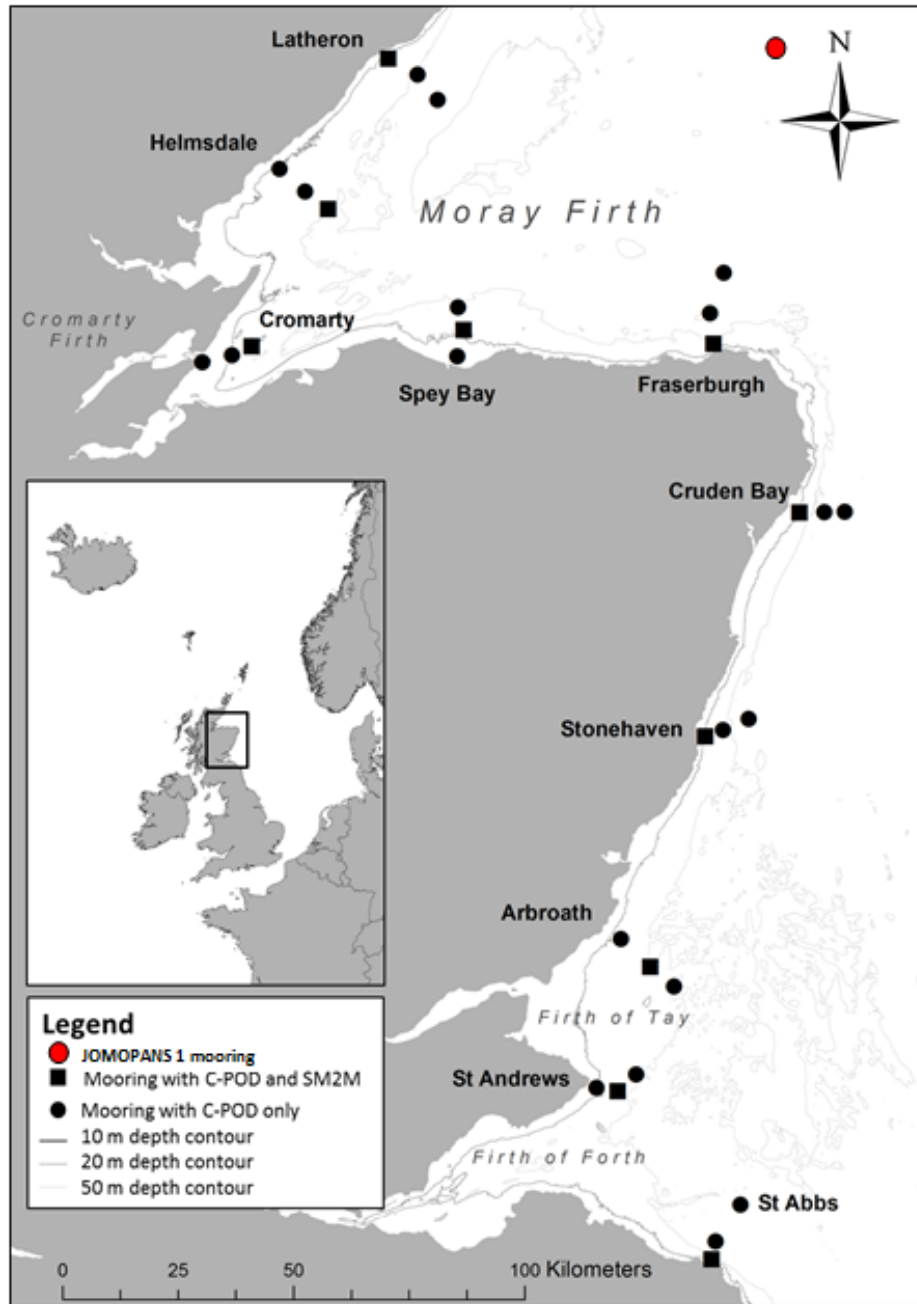 Latheron
N
Helmsdale
Moray Firth
Cromarty
Firth
Cromarty
Spey Bay
Fraserburgh
Cruden Bay
Stonehaven
Arbroath
Firth of Tay
St Andrews
Firth of Forth
St Abbs
Legend
JOMOPANS 1 mooring
Mooring with C-POD and SM2M
Mooring with C-POD only
10 m depth contour
20 m depth contour
50 m depth contour
0 25 50 100 Kilometers